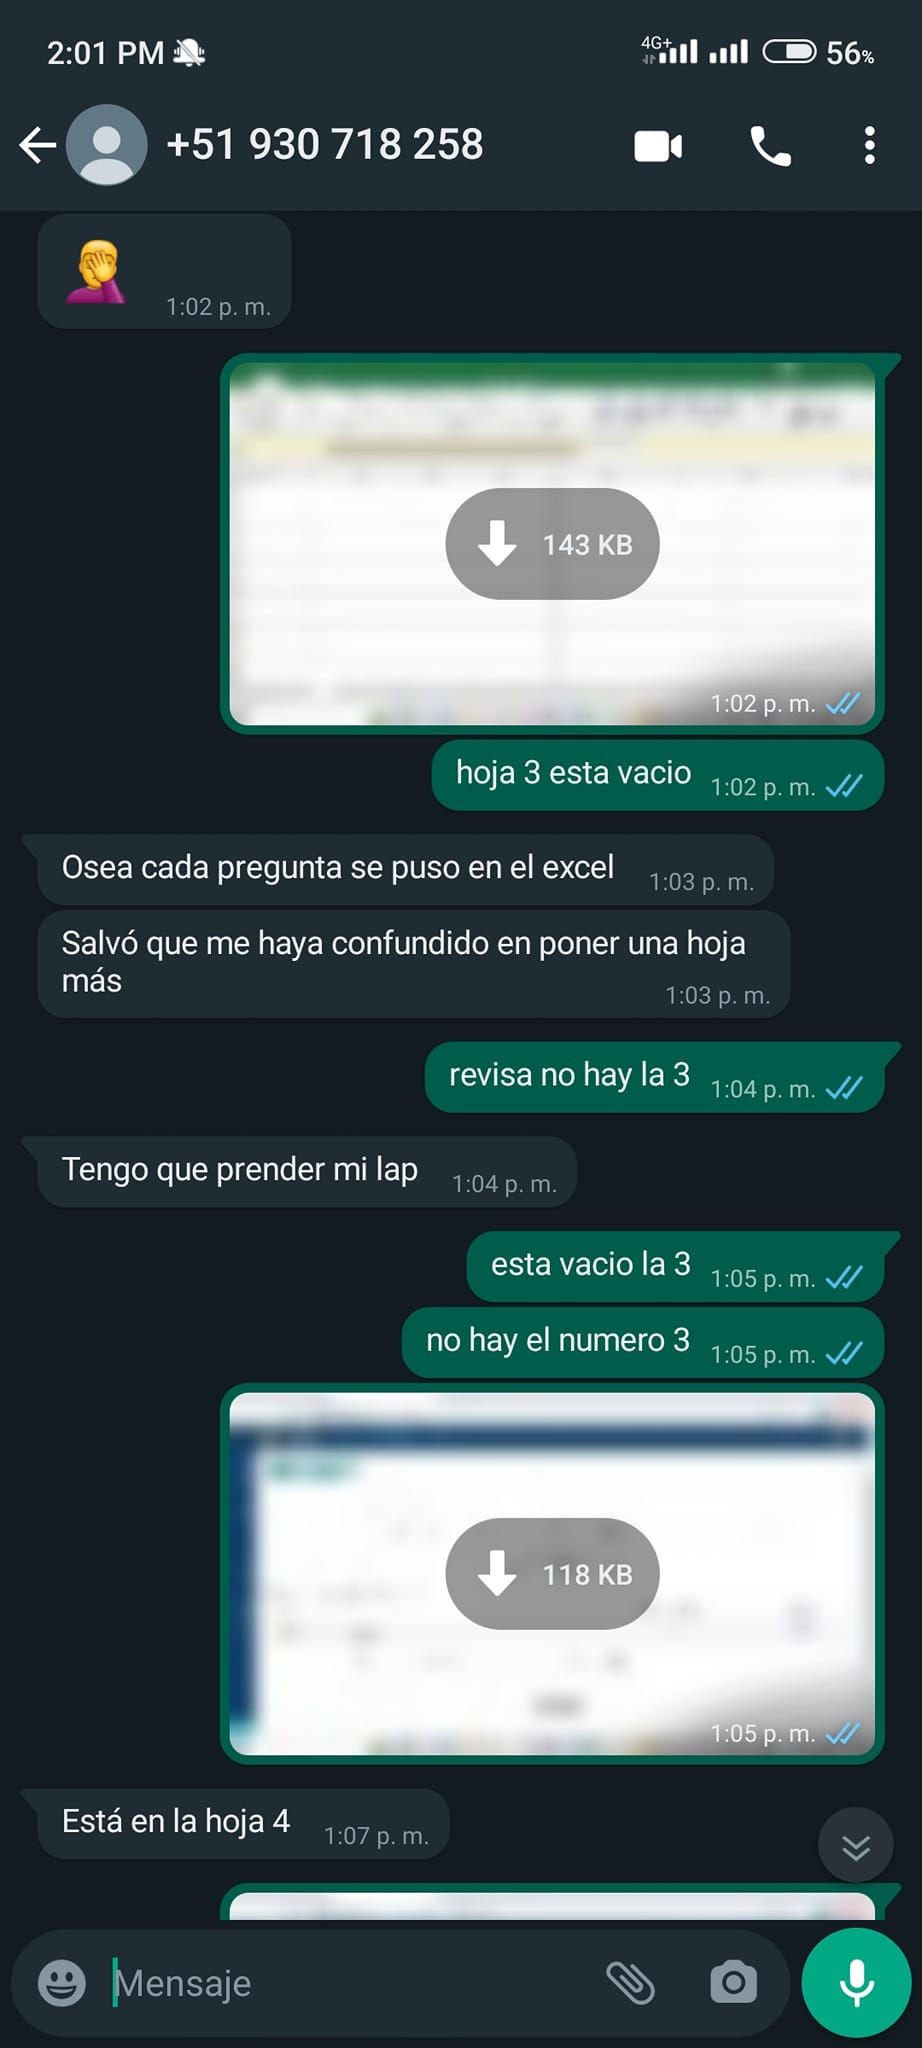 2:01 PM
4G+
56%
+51 930 718 258
1:02 p. m.
143 KB
1:02 p. m.
hoja 3 esta vacio
1:02 p. m.
Osea cada pregunta se puso en el excel
1:03 p. m.
Salvó que me haya confundido en poner una hoja
más
1:03 p. m.
revisa no hay la 3
1:04 p. m.
Tengo que prender mi lap
1:04 p. m.
esta vacio la 3
1:05 p. m.
no hay el numero 3
1:05 p. m.
118 KB
1:05 p. m.
Está en la hoja 4
1:07 p. m.
Mensaje